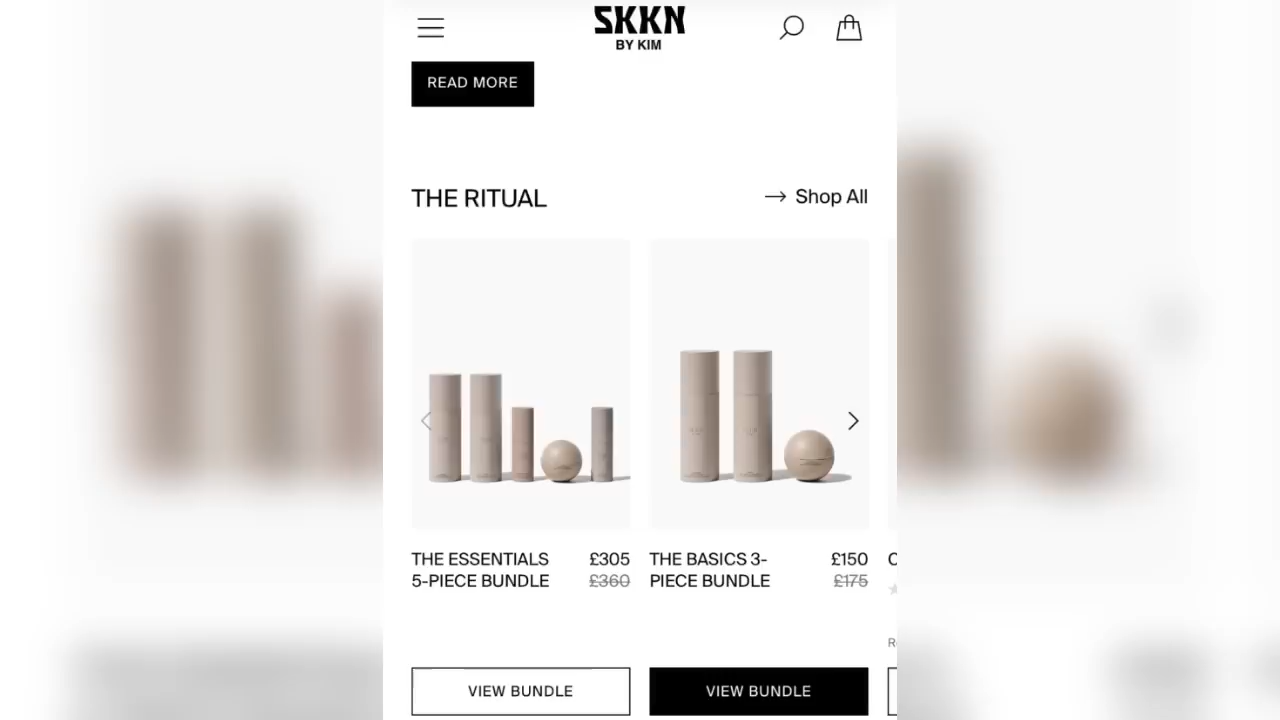 SKKN
BY KIM
READ MORE
THE RITUAL
Shop All
THE ESSENTIALS £305
5-PIECE BUNDLE £360
THE BASICS 3- £150
PIECE BUNDLE £175
VIEW BUNDLE
VIEW BUNDLE